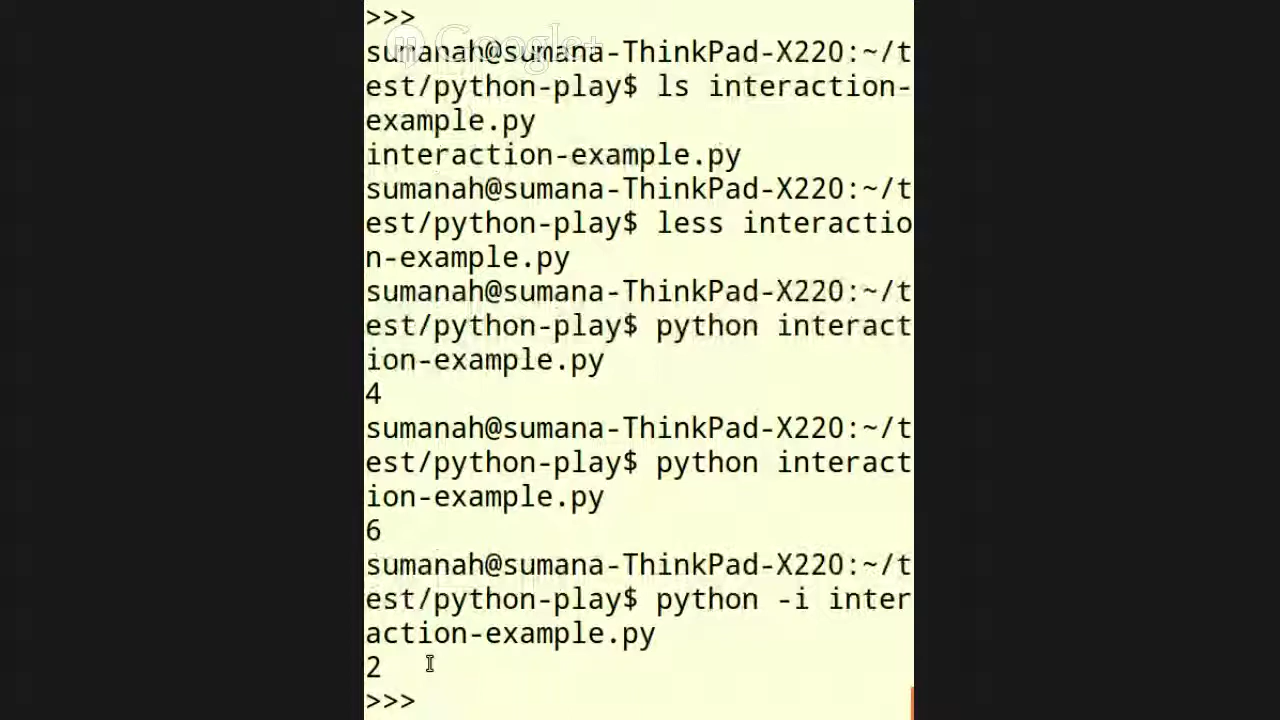 >>>
Google+
sumanah@sumana-ThinkPad-X220:~/t
est/python-play$ ls interaction-
example.py
interaction-example.py
sumanah@sumana-ThinkPad-X220:~/t
est/python-play$ less interactio
n-example.py
sumanah@sumana-ThinkPad-X220:~/t
est/python-play$ python interact
ion-example.py
4
sumanah@sumana-ThinkPad-X220:~/t
est/python-play$ python interact
ion-example.py
6
sumanah@sumana-ThinkPad-X220:~/t
est/python-play$ python -i inter
action-example.py
2
>>>